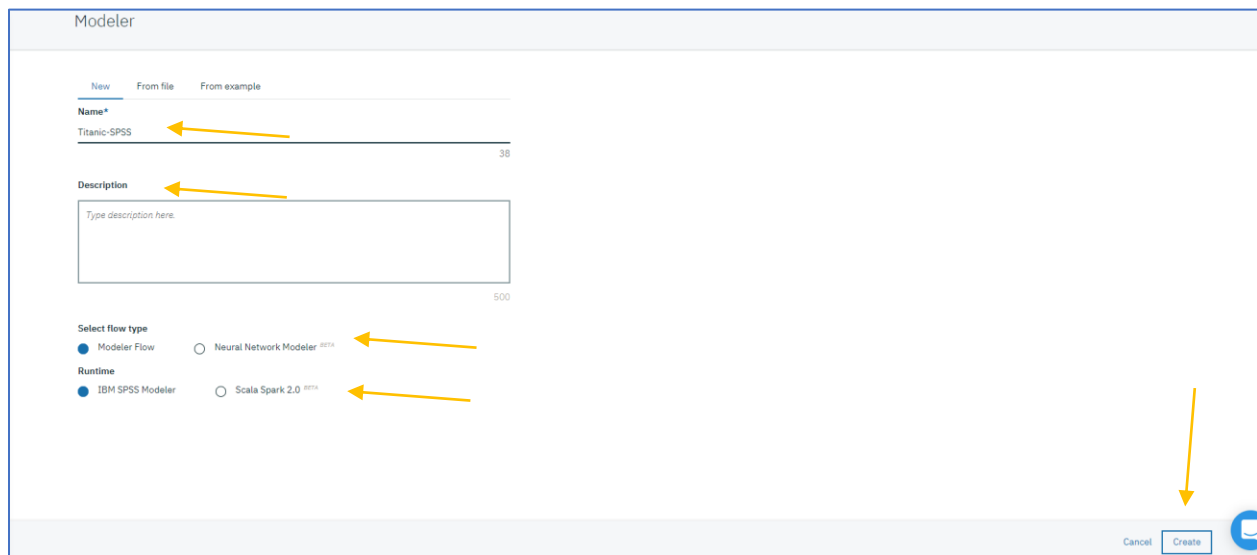 Modeler
New From file From example
Name*
Titanic-SPSS
38
Description
Type description here.
500
Select flow type
Modeler Flow Neural Network Modeler BETA
Runtime
IBM SPSS Modeler Scala Spark 2.0 BETA
Cancel Create